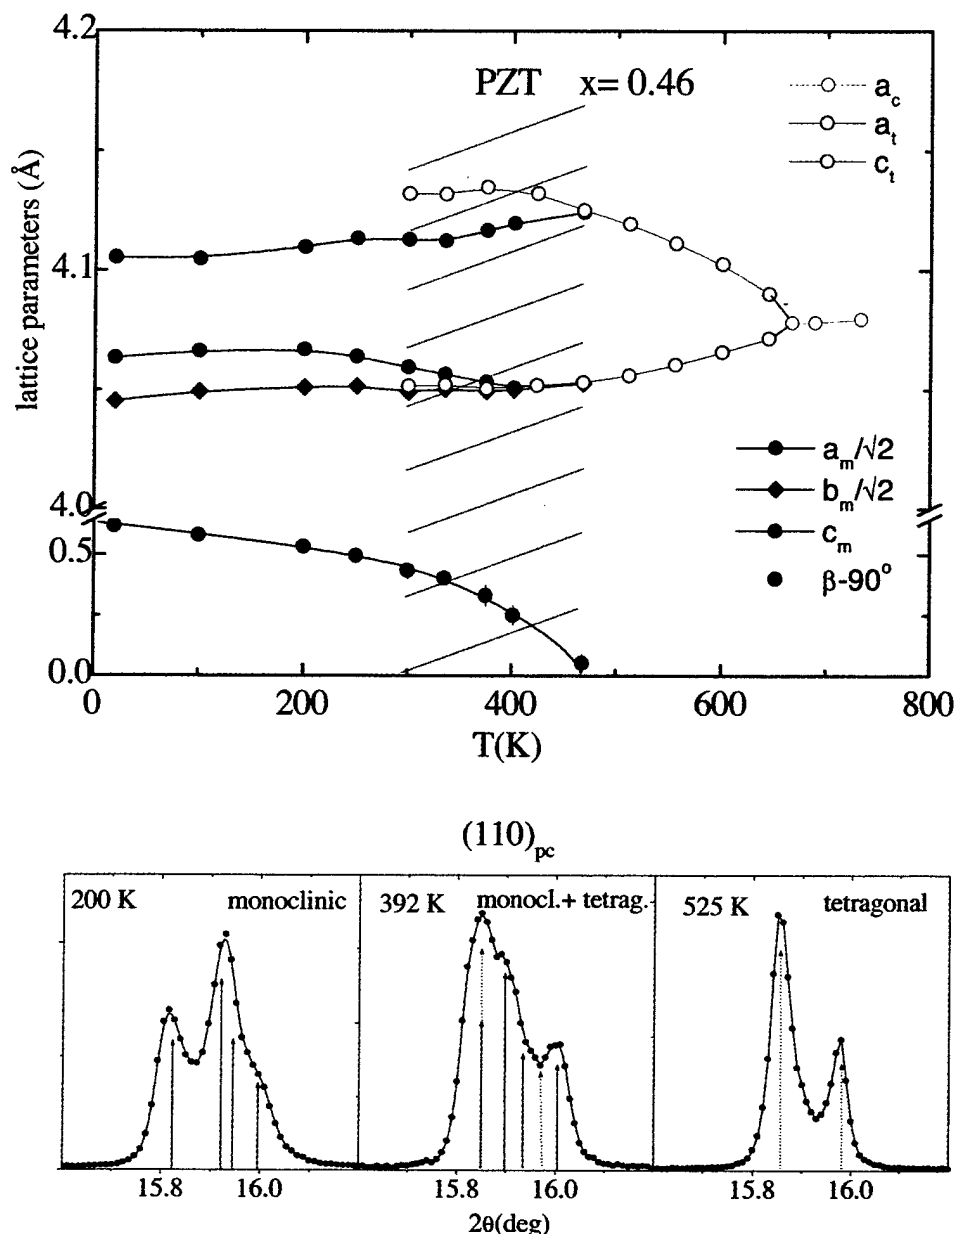 4.2
PZT x= 0.46
a_c
a_t
c_t
lattice parameters (Å)
4.1
4.0
a_m/√2
b_m/√2
c_m
β-90°
0.5
0.0
0 200 400 600 800
T(K)
(110)_pc
200 K monoclinic
392 K monocl.+ tetrag.
525 K tetragonal
15.8 16.0 15.8 16.0 15.8 16.0
2θ(deg)